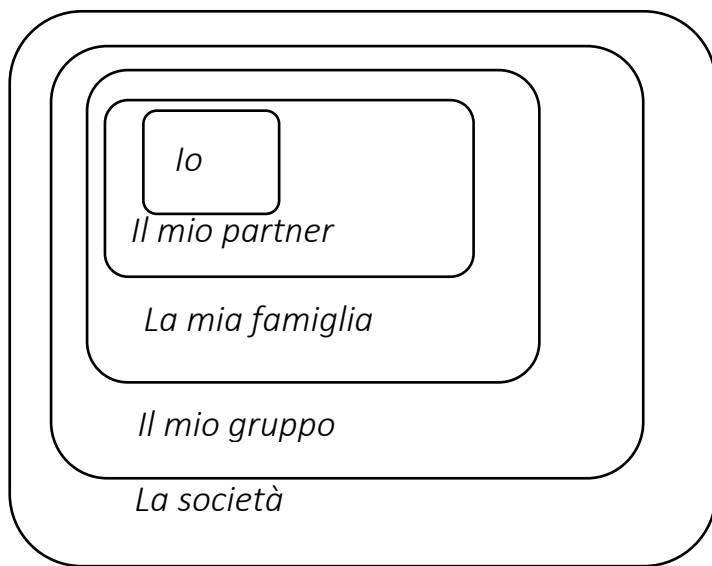 Io
Il mio partner
La mia famiglia
Il mio gruppo
La società